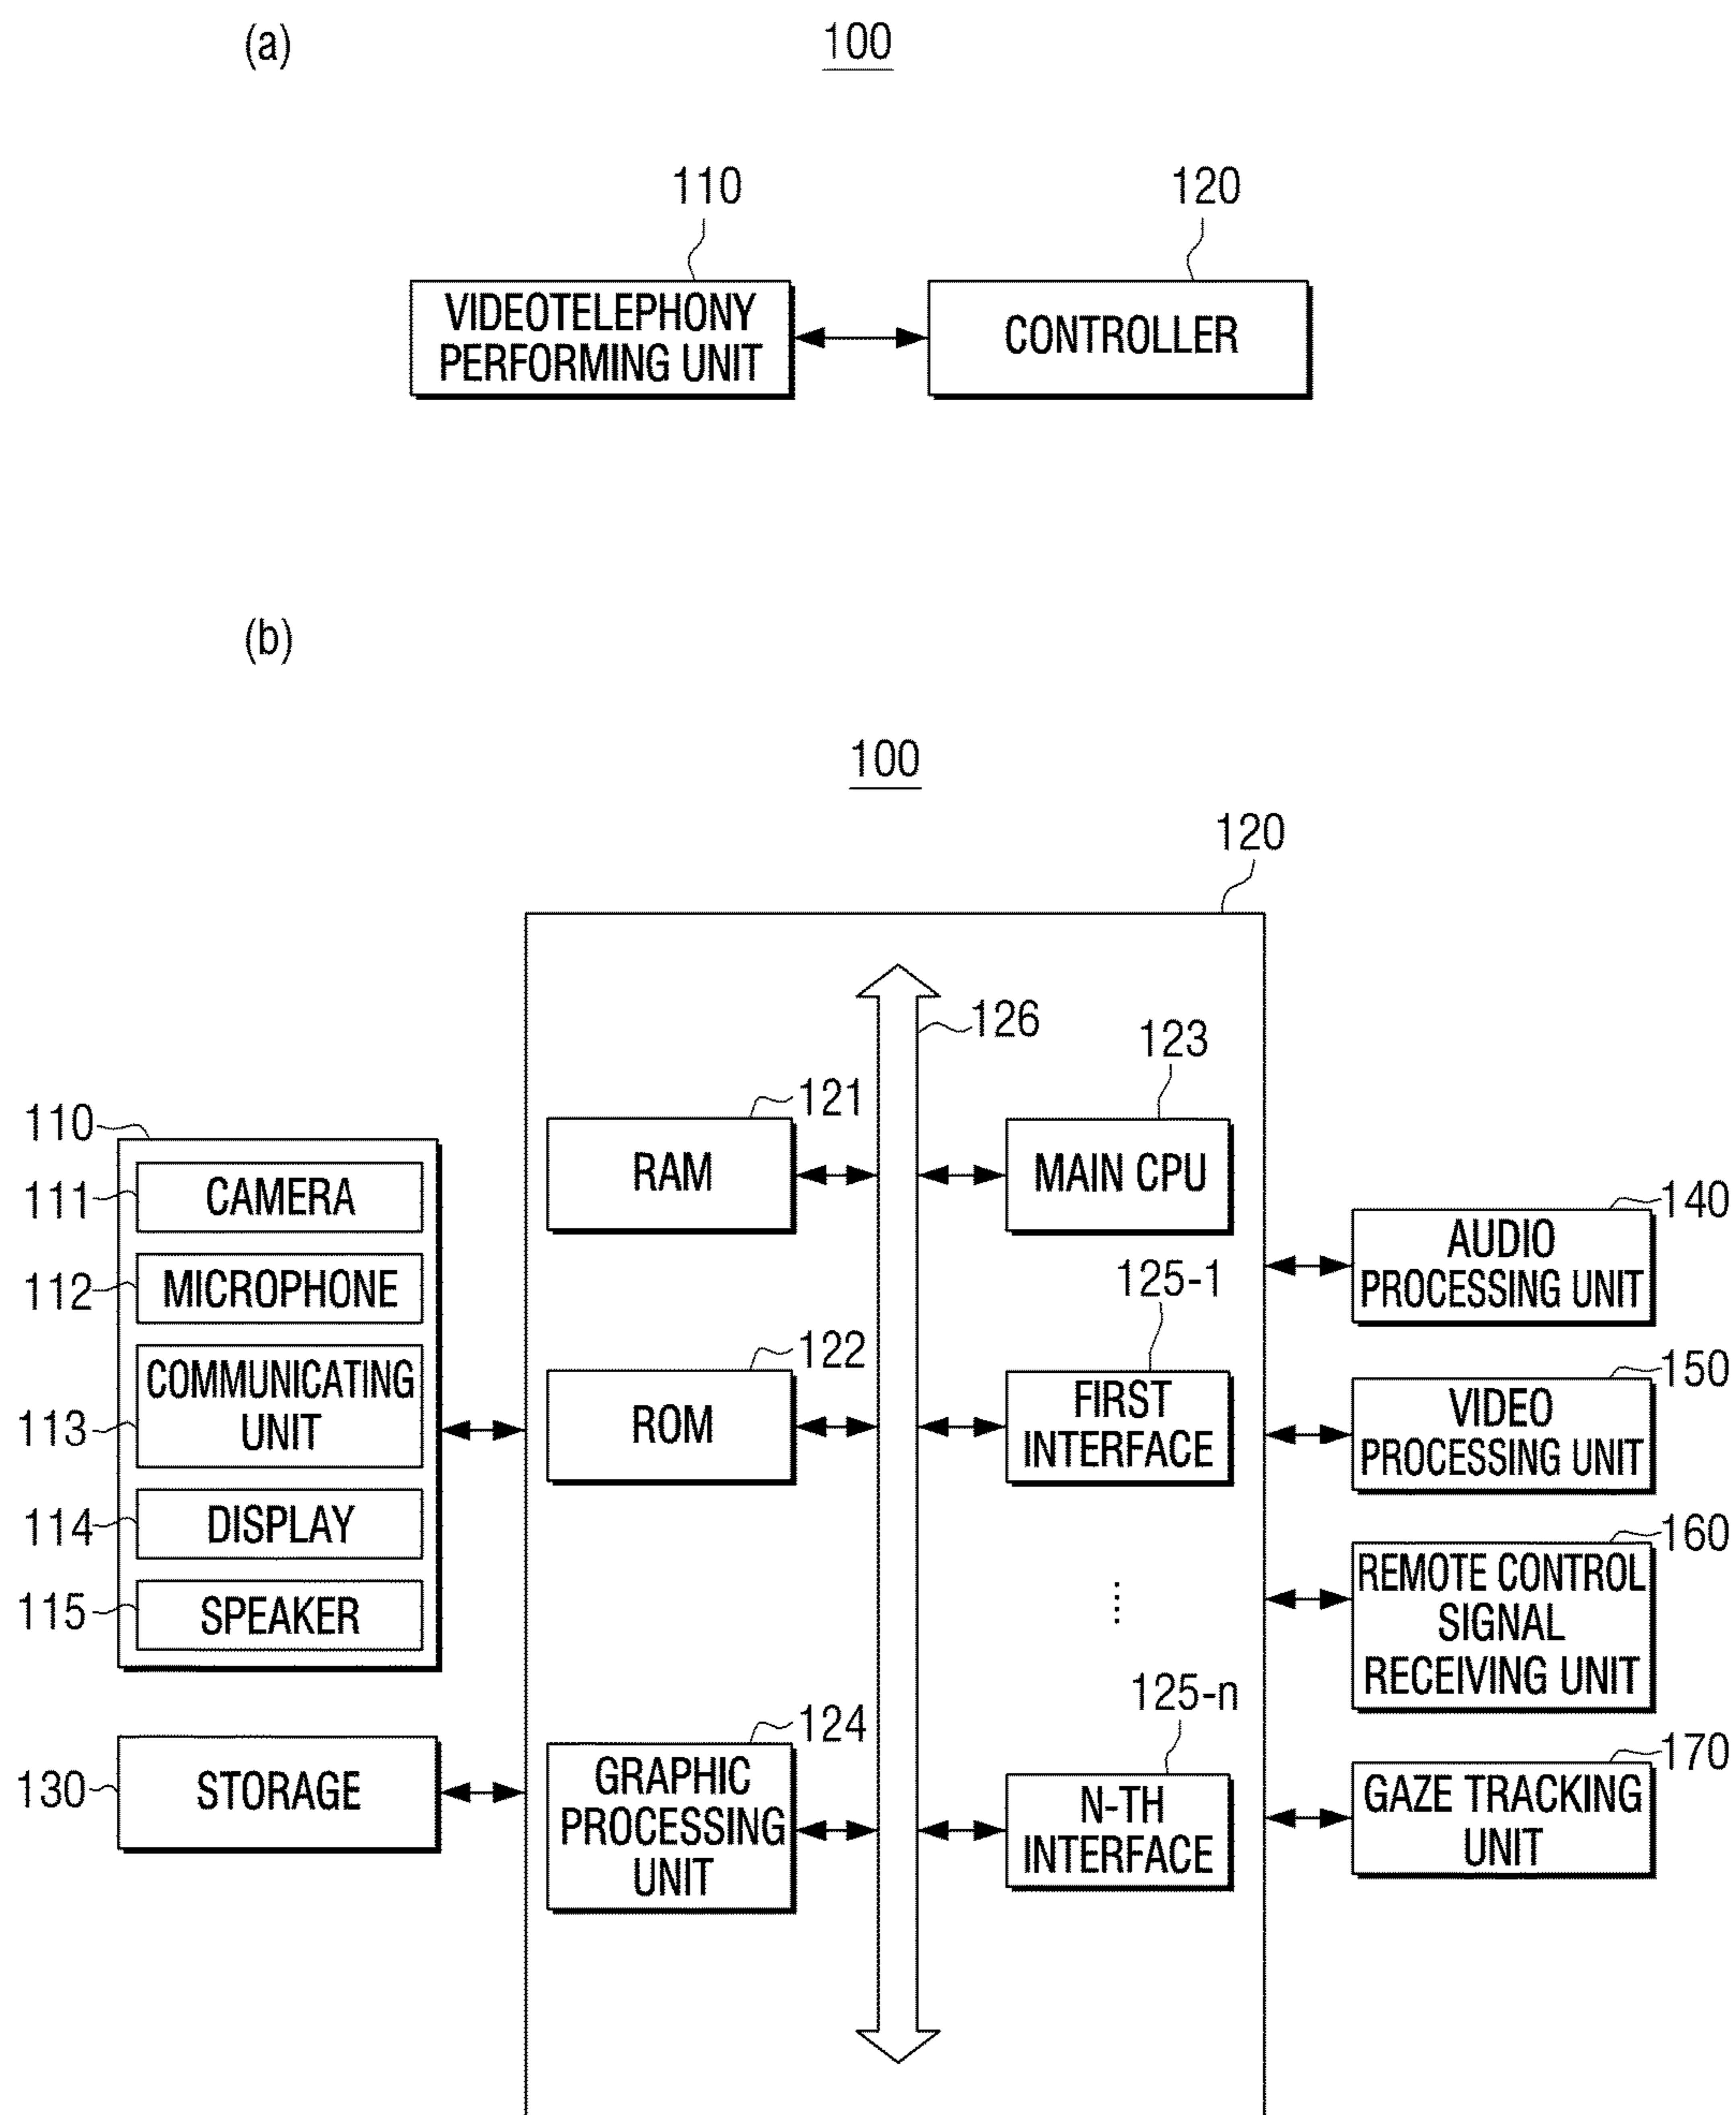 (a)
100
110
120
VIDEOTELEPHONY
PERFORMING UNIT
CONTROLLER
(b)
100
120
126
123
121
110
RAM
MAIN CPU
111
CAMERA
140
AUDIO
PROCESSING UNIT
112
MICROPHONE
125-1
122
COMMUNICATING
UNIT
113
ROM
FIRST
INTERFACE
150
VIDEO
PROCESSING UNIT
114
DISPLAY
160
REMOTE CONTROL
SIGNAL
RECEIVING UNIT
115
SPEAKER
125-n
124
130
STORAGE
GRAPHIC
PROCESSING
UNIT
N-TH
INTERFACE
170
GAZE TRACKING
UNIT